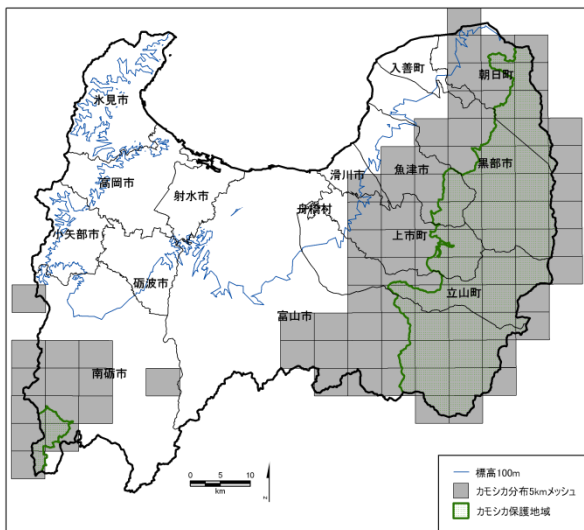 入善町
朝日町
氷見市
黒部市
魚津市
滑川市
高岡市
射水市
舟橋村
小矢部市
上市町
砺波市
立山町
富山市
南砺市
0 5 10 20
km
標高100m
カモシカ分布5kmメッシュ
カモシカ保護地域